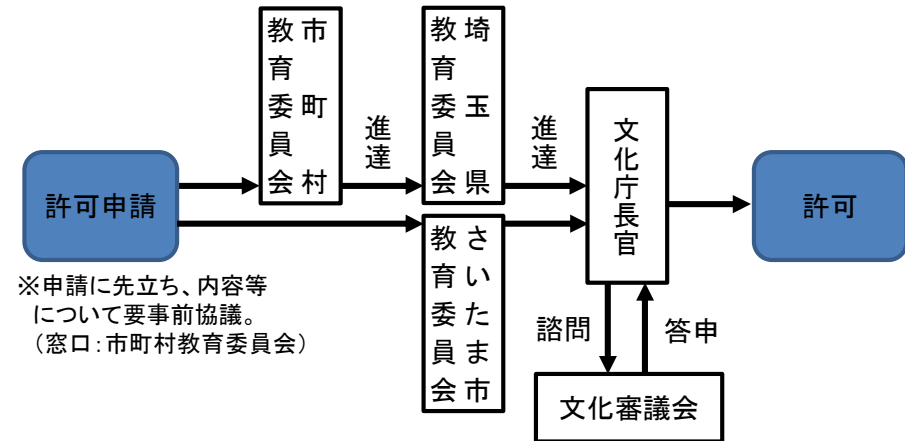 許可申請
※申請に先立ち、内容等
について要事前協議。
（窓口：市町村教育委員会）
市町村
教育委員会
進達
埼玉県
教育委員会
進達
さいたま市
教育委員会
文化庁長官
諮問
答申
文化審議会
許可